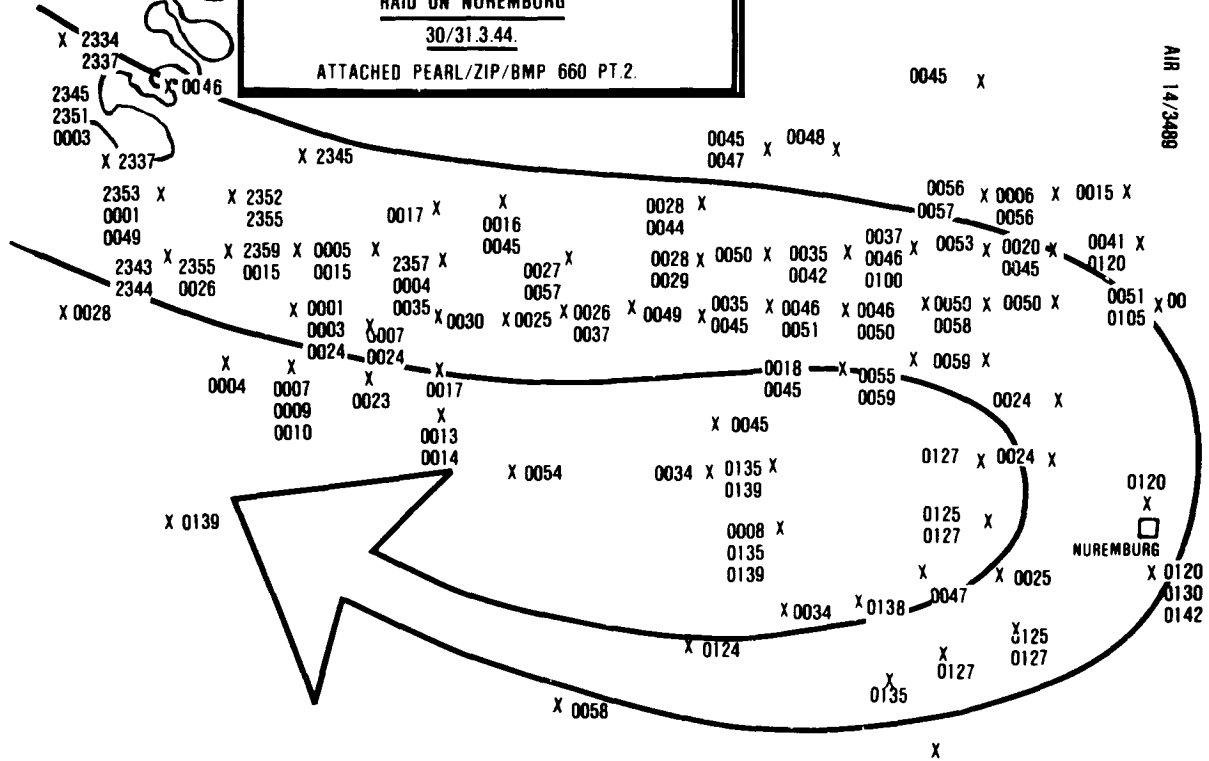 RAID ON NUREMBURG
30/31.3.44.
ATTACHED PEARL/ZIP/BMP 660 PT.2.
AIR 14/3489
X 2334
2337
X 0046
2345
2351
0003
X 2337
X 2345
0045 X
0045 X
0047
0048 X
2353 X
0001
0049
X 2352
2355
0017 X
X
0016
0045
0028 X
0044
0056 X
0057
0006 X
0056
0015 X
2343 X
2344
2355 X
0026
2359 X
0015
0005 X
0015
2357 X
0004
0035
0027 X
0057
0028 X
0029
0050 X
0035 X
0042
0037 X
0046
0100
0053 X
0020 X
0045
0041 X
0120
X 0028
X 0001
0003
0024
X
0007
0024
X 0030
X 0025
X 0026
0037
X 0049
X 0035
0045
X 0046
0051
X 0046
0050
X 0050
0058
X 0050 X
0051 X 00
0105
X
0004
X
0007
0009
0010
X
0023
X
0017
0018
0045
X 0055
0059
X 0059 X
0024 X
X
0013
0014
X 0045
X 0054
0034 X
0135 X
0139
0127 X
0024 X
0120
X
NUREMBURG
X 0139
0008 X
0135
0139
0125 X
0127
X
0047
X 0025
X 0120
0130
0142
X 0034
X 0138
X 0124
X
0125
0127
X
0127
X
0135
X 0058
X